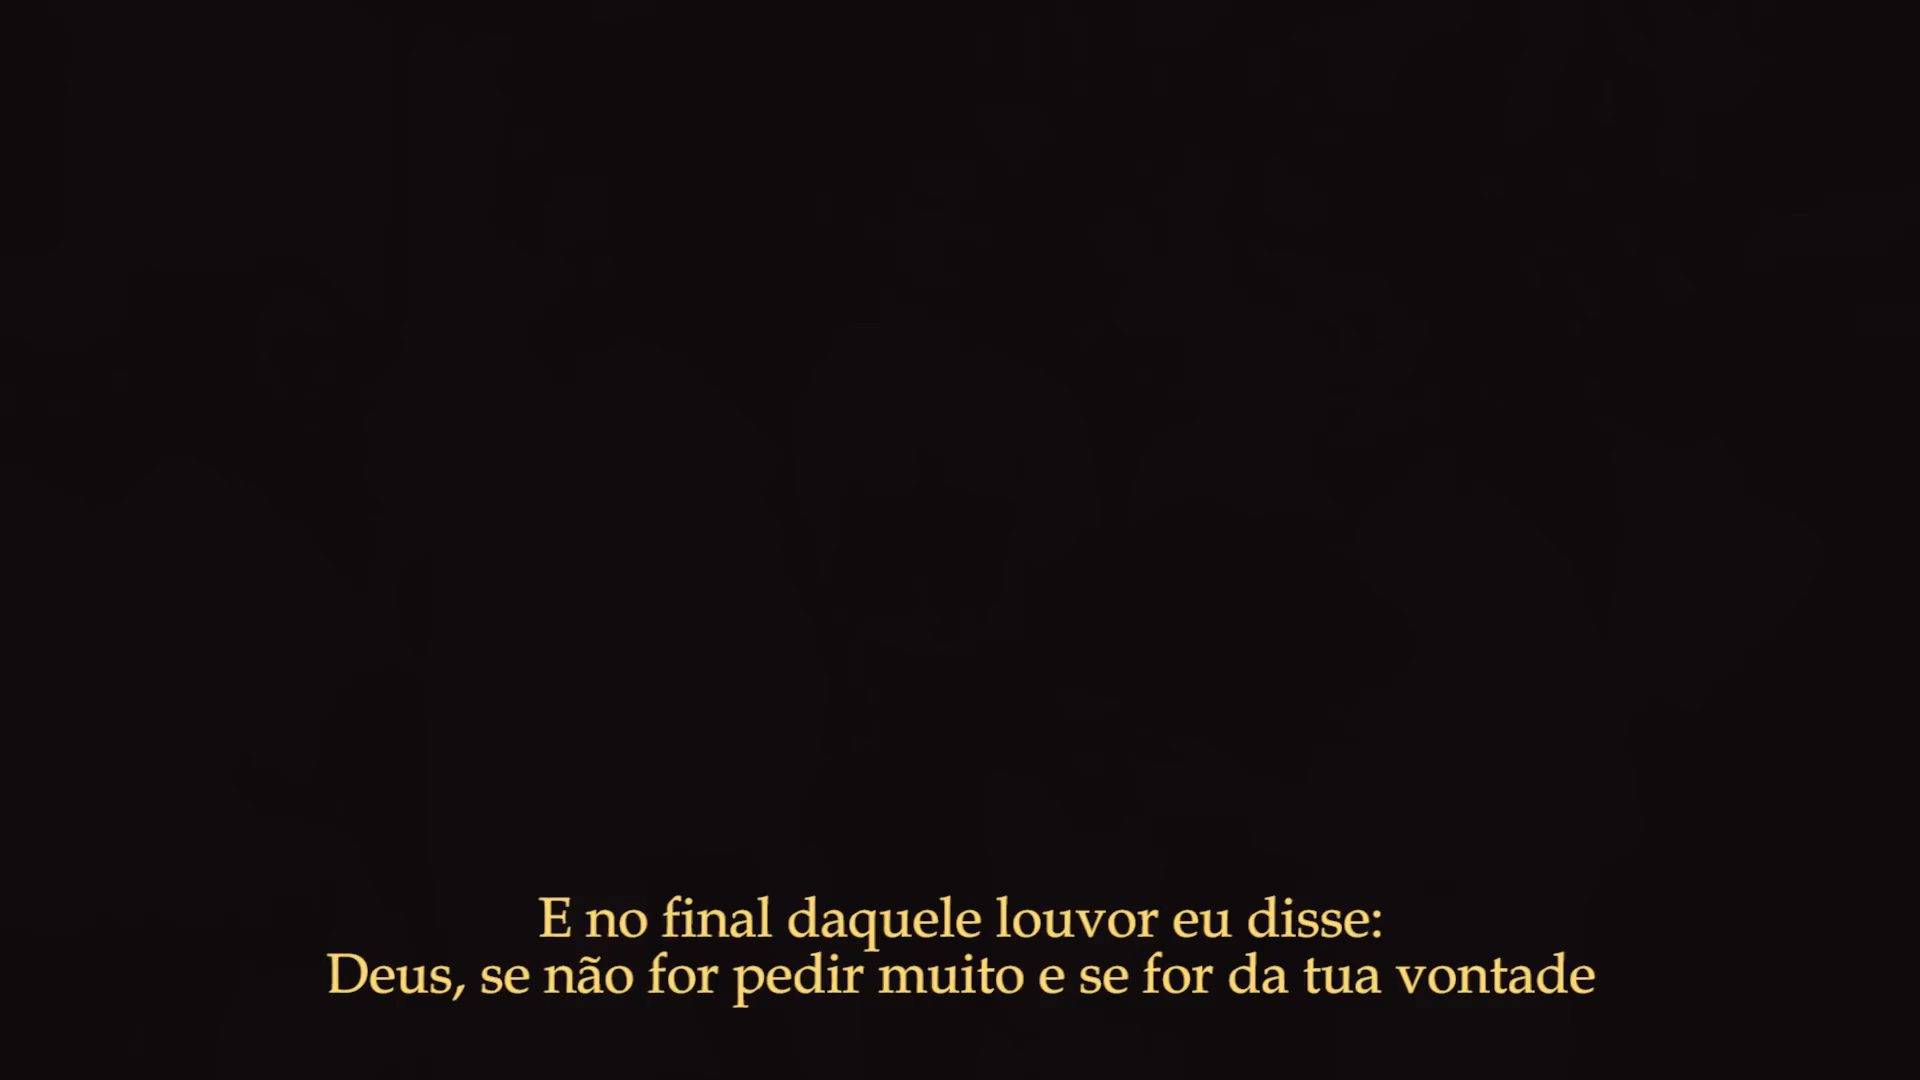 E no final daquele louvor eu disse:
Deus, se não for pedir muito e se for da tua vontade